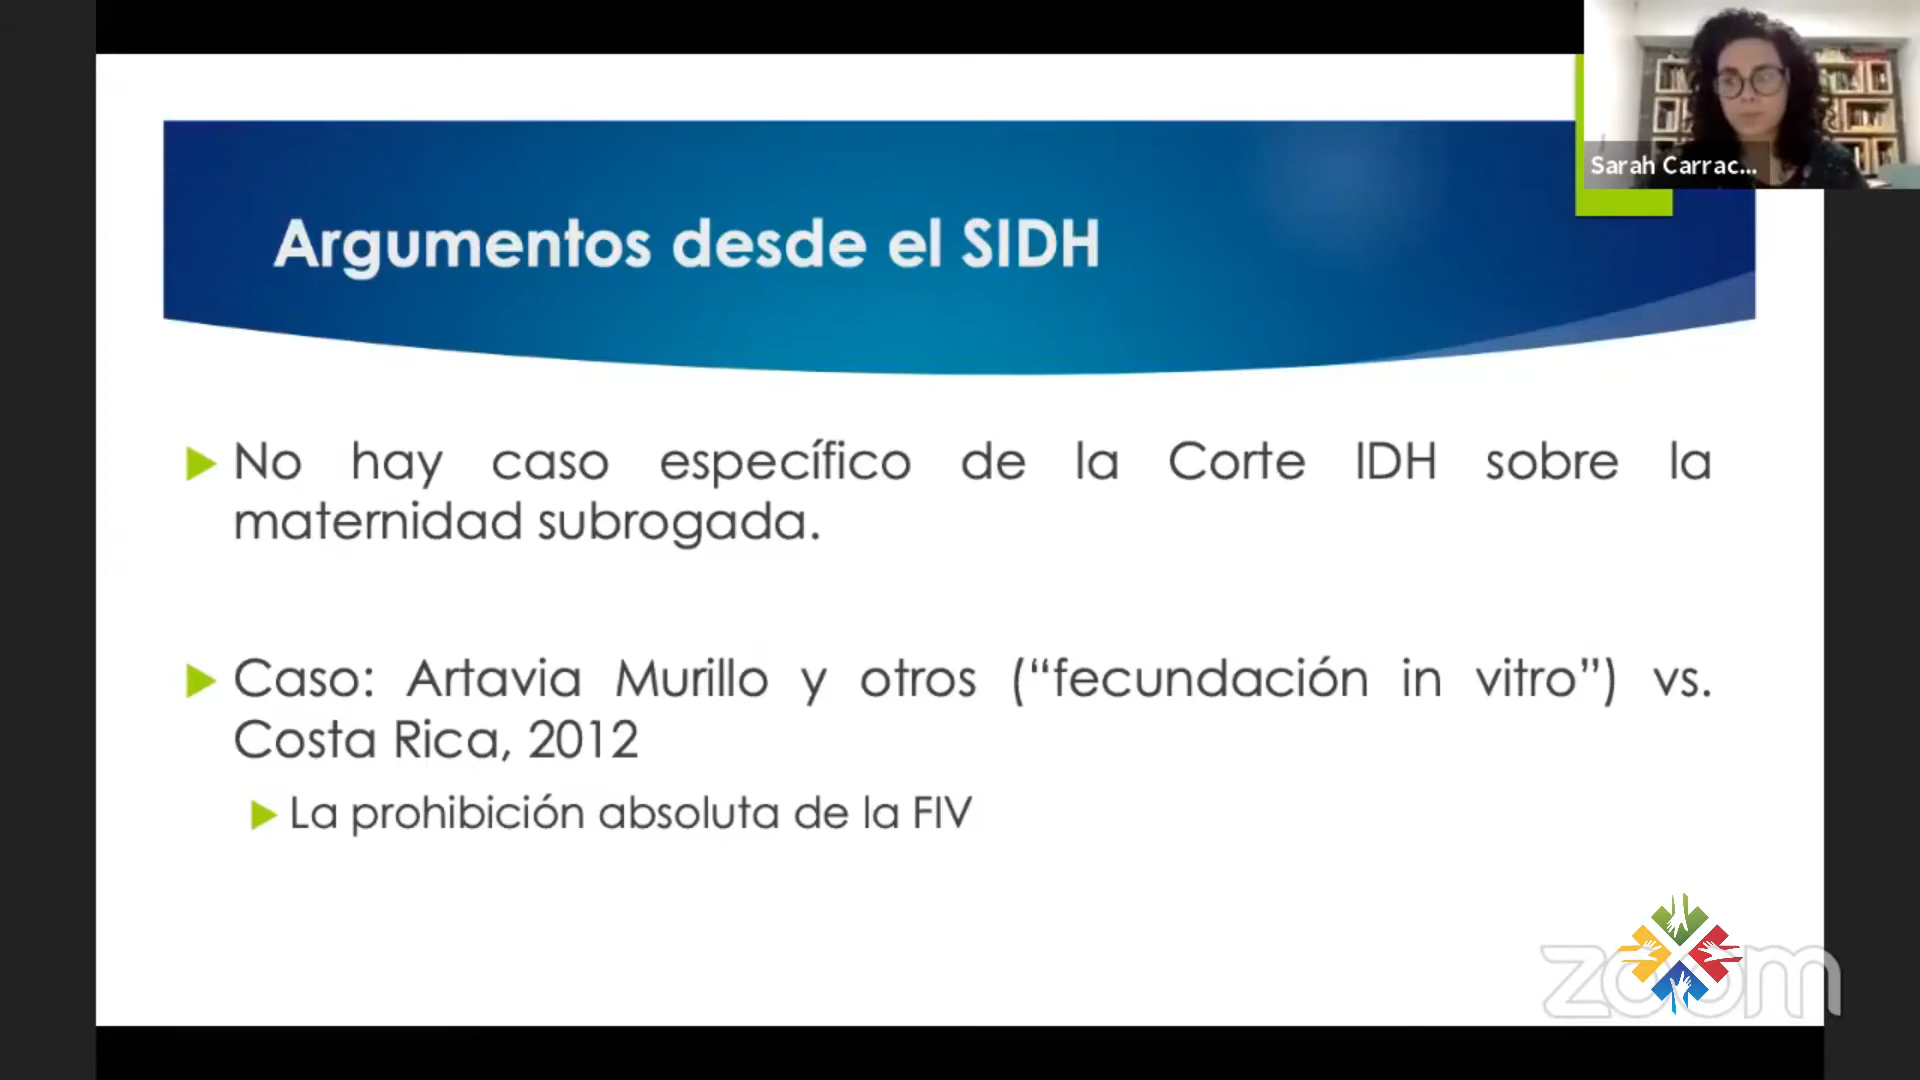 Sarah Carrac...
Argumentos desde el SIDH
No hay caso específico de la Corte IDH sobre la
maternidad subrogada.
Caso: Artavia Murillo y otros (“fecundación in vitro”) vs.
Costa Rica, 2012
La prohibición absoluta de la FIV
zoom